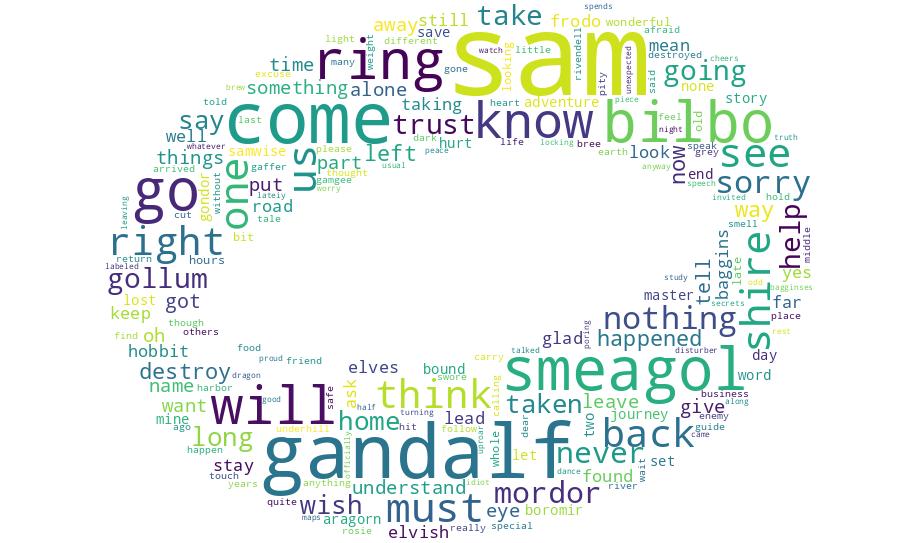 spends
take
sam
away
still
frodo
wonderful
afraid
save
ring
light
different
weight
watch
little
looking
rivendell
unexpected
mean
destroyed
cheers
said
time
many
gone
going
excuse
something
alone
pity
none
brew
taking
heart
adventure
piece
story
told
come
last
trust
know
bilbo
say
dark
hurt
life
bree
old
feel
night
well
whatever
us
please
peace
locking
earth
look
speak
grey
truth
things
samwise
part
left
now
see
arrived
gaffer
thought
usual
anyway
end
speech
go
gondor
without
one
put
gamgee
worry
lately
sorry
invited
hold
leaving
cut
road
tale
way
smell
help
middle
right
bit
return
hours
tell
baggins
shire
labeled
gollum
late
yes
study
odd
bagginses
lost
got
master
secrets
far
keep
though
others
nothing
place
find
oh
glad
poring
happened
rest
hobbit
food
proud
friend
talked
disturber
day
destroy
dragon
elves
bound
carry
smeagol
word
name
harbor
will
good
safe
ask
swore
think
calling
business
along
want
half
turning
taken
leave
give
mine
home
hit
lead
journey
enemy
ago
underhill
follow
dear
two
back
guide
came
long
happen
gandalf
officially
uproar
whole
let
never
dance
wait
set
stay
touch
idiot
found
years
anything
understand
river
quite
wish
must
eye
mordor
maps
aragorn
boromir
rosie
elvish
really
special